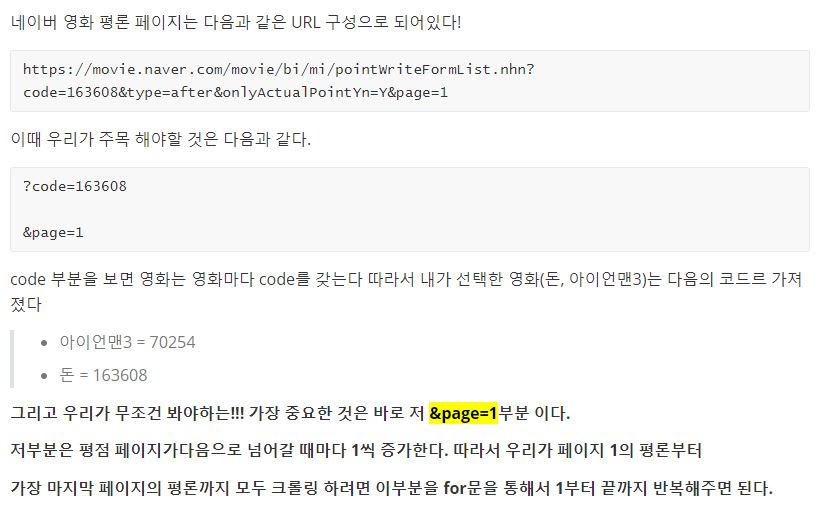 네이버 영화 평론 페이지는 다음과 같은 URL 구성으로 되어있다!
https://movie.naver.com/movie/bi/mi/pointWriteFormList.nhn?
code=163608&type=after&onlyActualPointYn=Y&page=1
이때 우리가 주목 해야할 것은 다음과 같다.
?code=163608
&page=1
code 부분을 보면 영화는 영화마다 code를 갖는다 따라서 내가 선택한 영화(돈, 아이언맨3)는 다음의 코드르 가져
졌다
• 아이언맨3 = 70254
• 돈 = 163608
그리고 우리가 무조건 봐야하는!!! 가장 중요한 것은 바로 저 &page=1부분 이다.
저부분은 평점 페이지가다음으로 넘어갈 때마다 1씩 증가한다. 따라서 우리가 페이지 1의 평론부터
가장 마지막 페이지의 평론까지 모두 크롤링 하려면 이부분을 for문을 통해서 1부터 끝까지 반복해주면 된다.